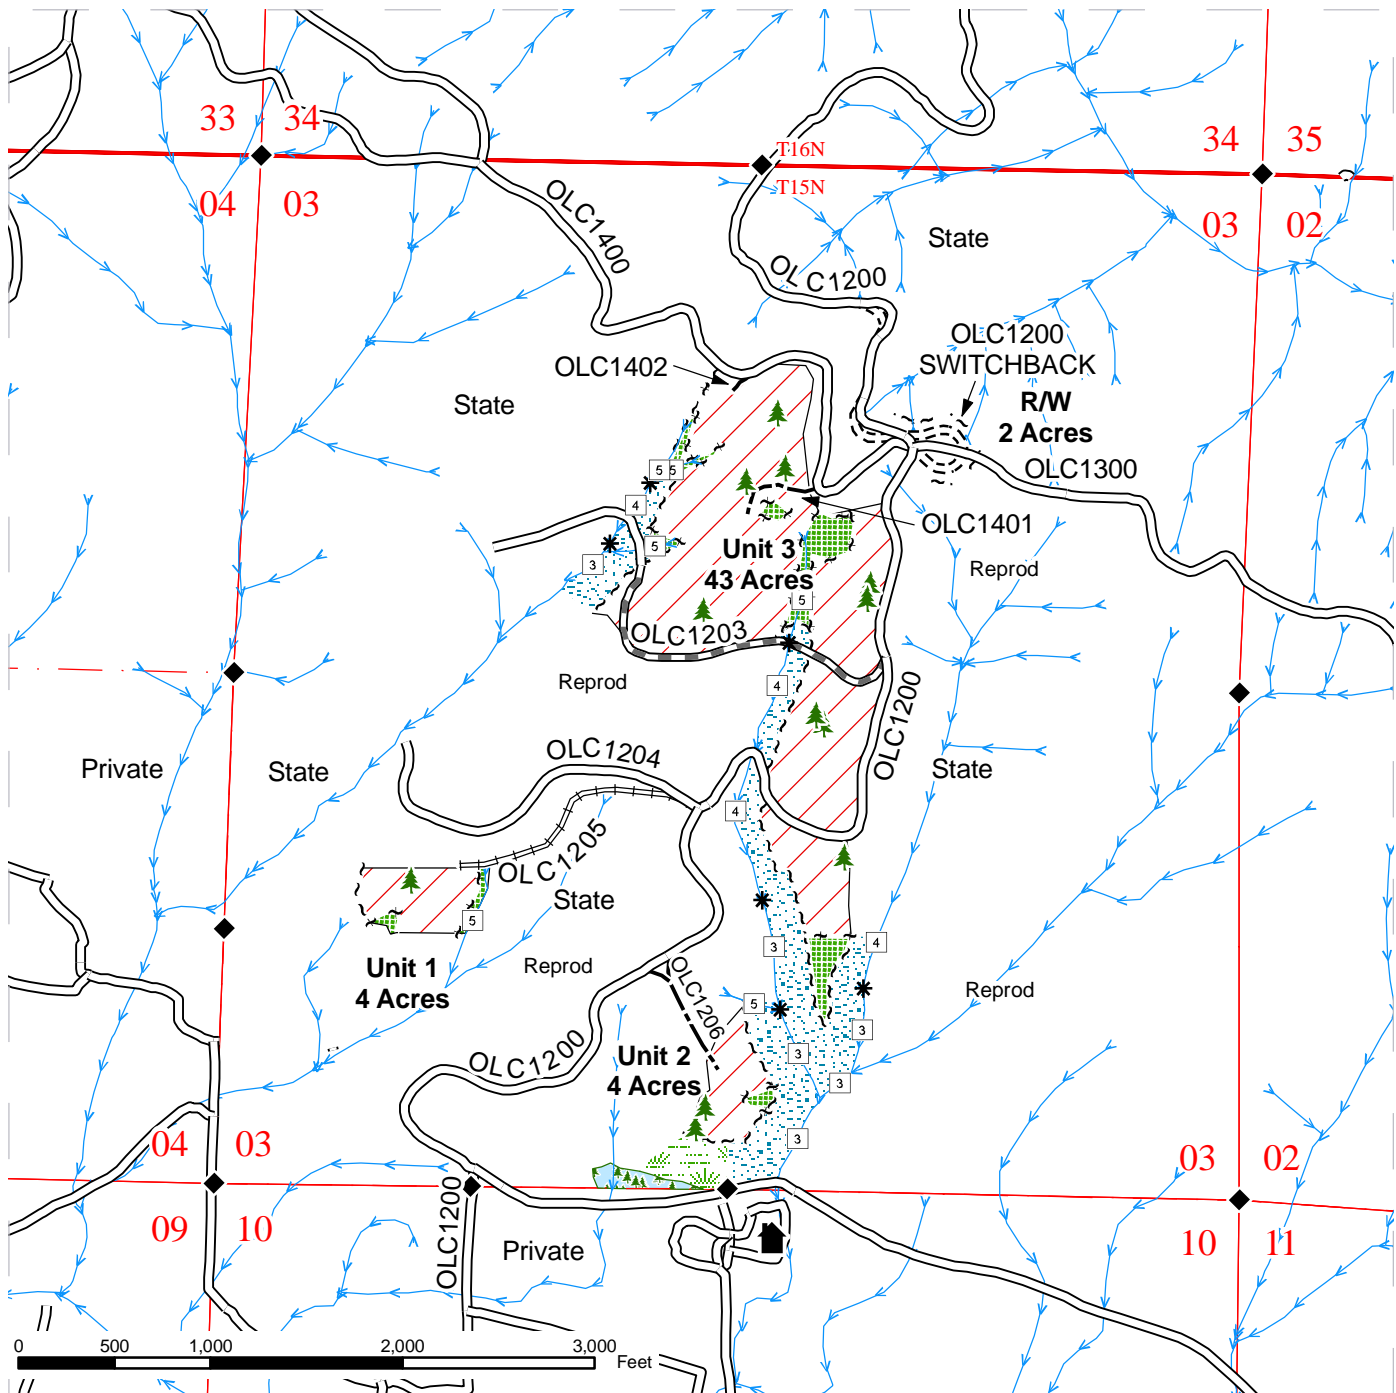 33 34
T16N
34 35
04 03
T15N
03 02
OLC1400
State
OLC1200
OLC1200
SWITCHBACK
OLC1402
R/W
2 Acres
State
OLC1300
5 5
4
OLC1401
5
Unit 3
43 Acres
3
Reprod
5
OLC1203
Reprod
4
OLC1200
OLC1204
Private
State
State
4
OLC1205
State
5
4
3
Reprod
Unit 1
4 Acres
OLC1206
5
Reprod
3
OLC1200
Unit 2
4 Acres
3
3
3
04 03
03 02
OLC1200
09 10
Private
10 11
0 500 1,000 2,000 3,000
Feet